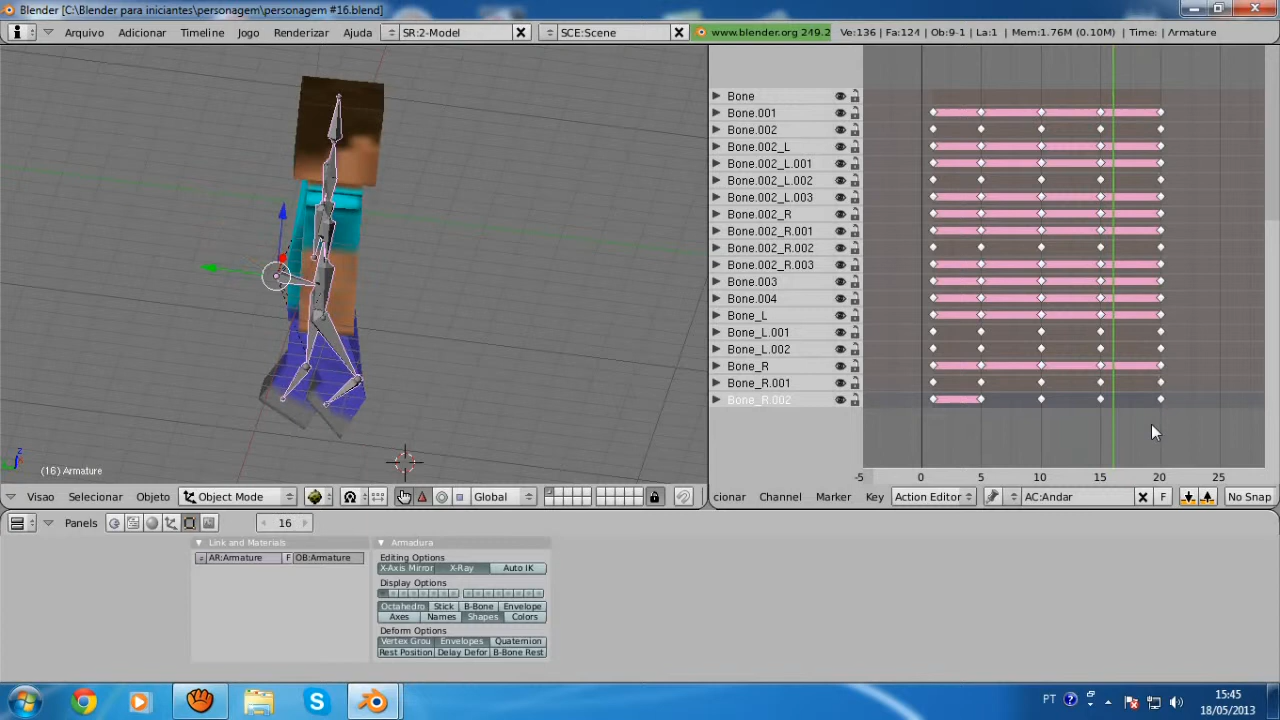 Blender [C:\Blender para iniciantes\personagem\personagem #16.blend]
Arquivo Adicionar Timeline Jogo Renderizar Ajuda SR:2-Model SCE:Scene www.blender.org 249.2 Ve:136 | Fa:124 | Ob:9-1 | La:1 | Mem:1.76M (0.10M) | Time: | Armature
Bone
Bone.001
Bone.002
Bone.002_L
Bone.002_L.001
Bone.002_L.002
Bone.002_L.003
Bone.002_R
Bone.002_R.001
Bone.002_R.002
Bone.002_R.003
Bone.003
Bone.004
Bone_L
Bone_L.001
Bone_L.002
Bone_R
Bone_R.001
Bone_R.002
z
(16) Armature
-5 0 5 10 15 20 25
Visao Selecionar Objeto Object Mode Global
cionar Channel Marker Key Action Editor AC:Andar F No Snap
Panels 16
Link and Materials
AR:Armature F OB:Armature
Armadura
Editing Options
X-Axis Mirror X-Ray Auto IK
Display Options
Octahedro Stick B-Bone Envelope
Axes Names Shapes Colors
Deform Options
Vertex Grou Envelopes Quaternion
Rest Position Delay Defor B-Bone Rest
PT
15:45
18/05/2013